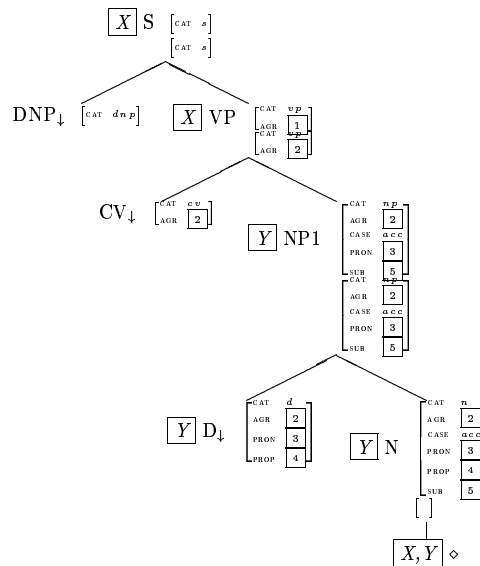 X S CAT s
CAT s
DNP↓ CAT dnp
X VP CAT vp
AGR 1
CAT vp
AGR 2
CV↓ CAT cv
AGR 2
Y NP1 CAT np
AGR 2
CASE acc
PRON 3
SUB 5
CAT np
AGR 2
CASE acc
PRON 3
SUB 5
Y D↓ CAT d
AGR 2
PRON 3
PROP 4
Y N CAT n
AGR 2
CASE acc
PRON 3
PROP 4
SUB 5
[ ]
X, Y ⋄